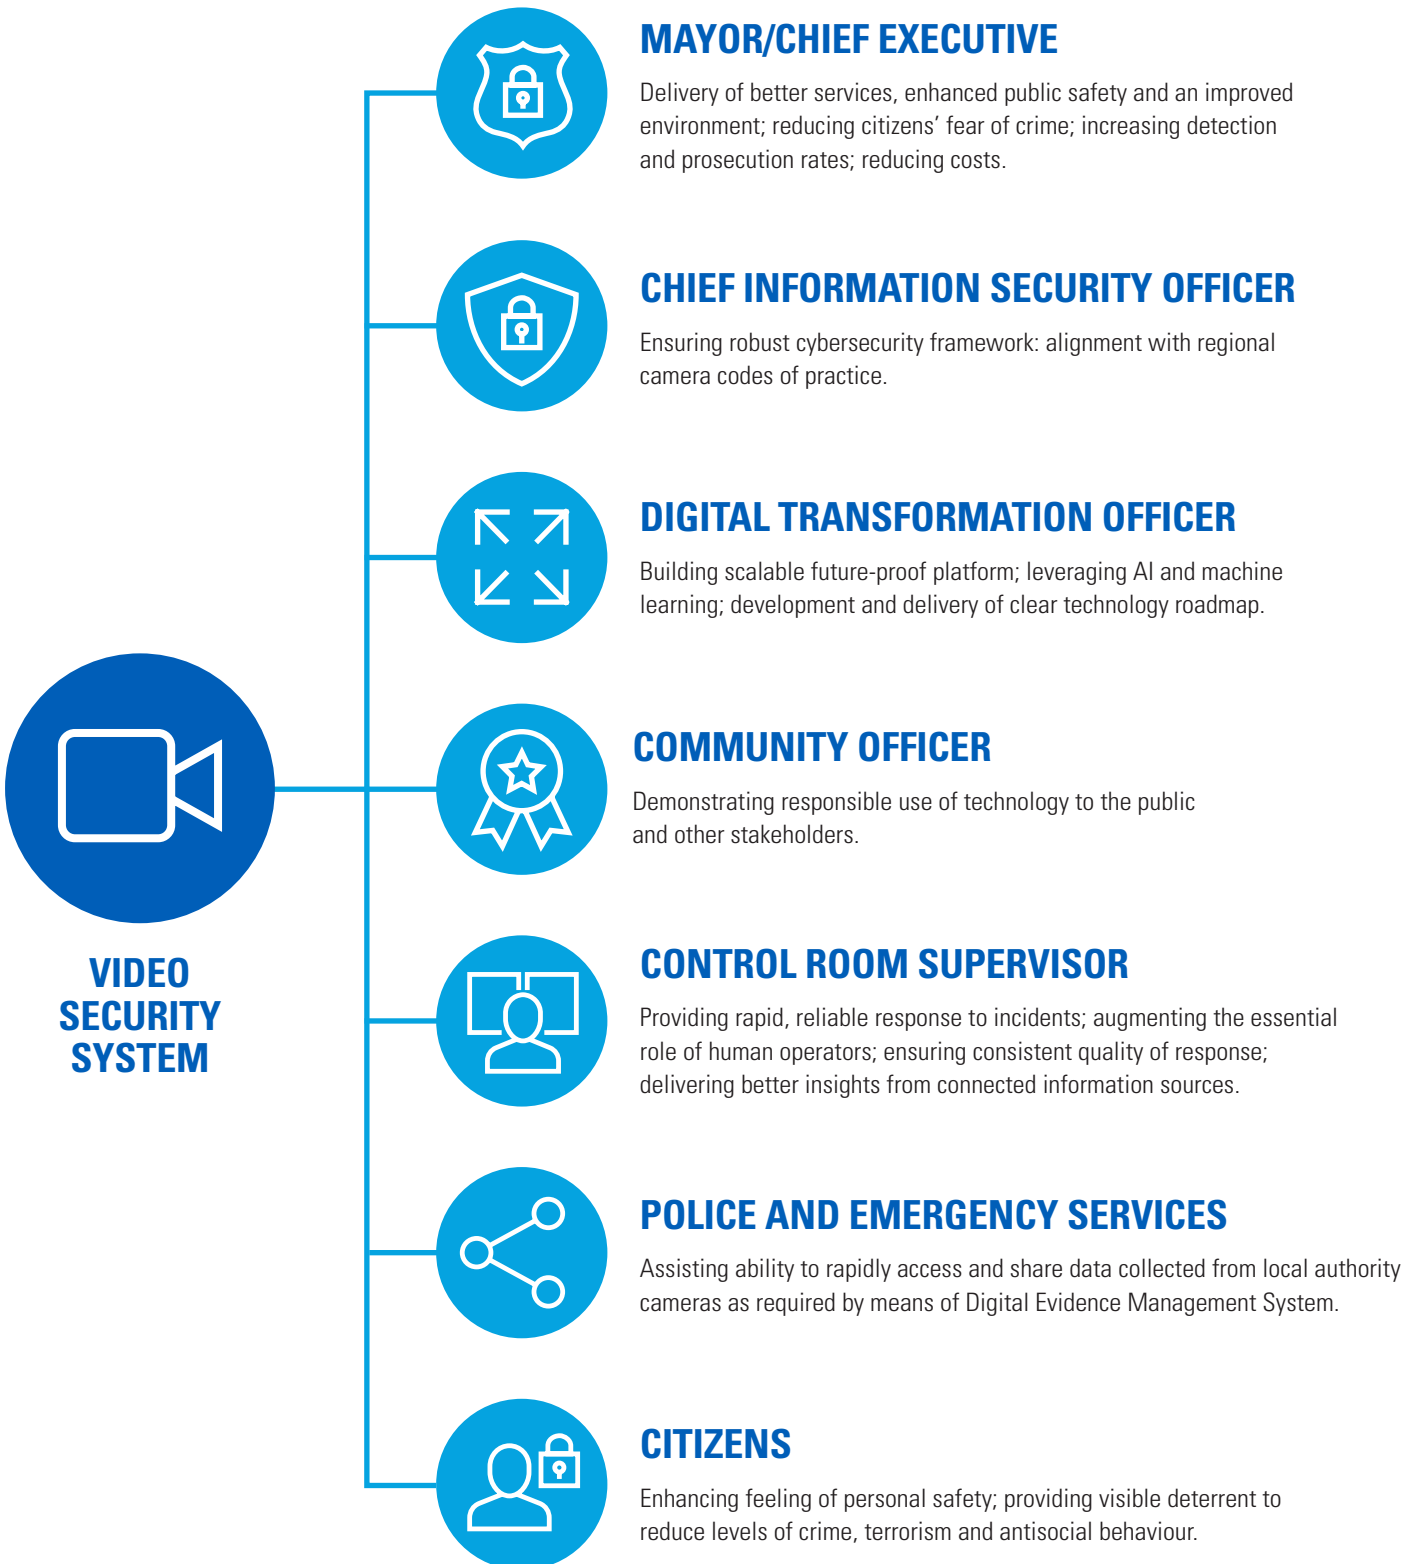 MAYOR/CHIEF EXECUTIVE
Delivery of better services, enhanced public safety and an improved
environment; reducing citizens’ fear of crime; increasing detection
and prosecution rates; reducing costs.
CHIEF INFORMATION SECURITY OFFICER
Ensuring robust cybersecurity framework: alignment with regional
camera codes of practice.
DIGITAL TRANSFORMATION OFFICER
Building scalable future-proof platform; leveraging AI and machine
learning; development and delivery of clear technology roadmap.
VIDEO
SECURITY
SYSTEM
COMMUNITY OFFICER
Demonstrating responsible use of technology to the public
and other stakeholders.
CONTROL ROOM SUPERVISOR
Providing rapid, reliable response to incidents; augmenting the essential
role of human operators; ensuring consistent quality of response;
delivering better insights from connected information sources.
POLICE AND EMERGENCY SERVICES
Assisting ability to rapidly access and share data collected from local authority
cameras as required by means of Digital Evidence Management System.
CITIZENS
Enhancing feeling of personal safety; providing visible deterrent to
reduce levels of crime, terrorism and antisocial behaviour.